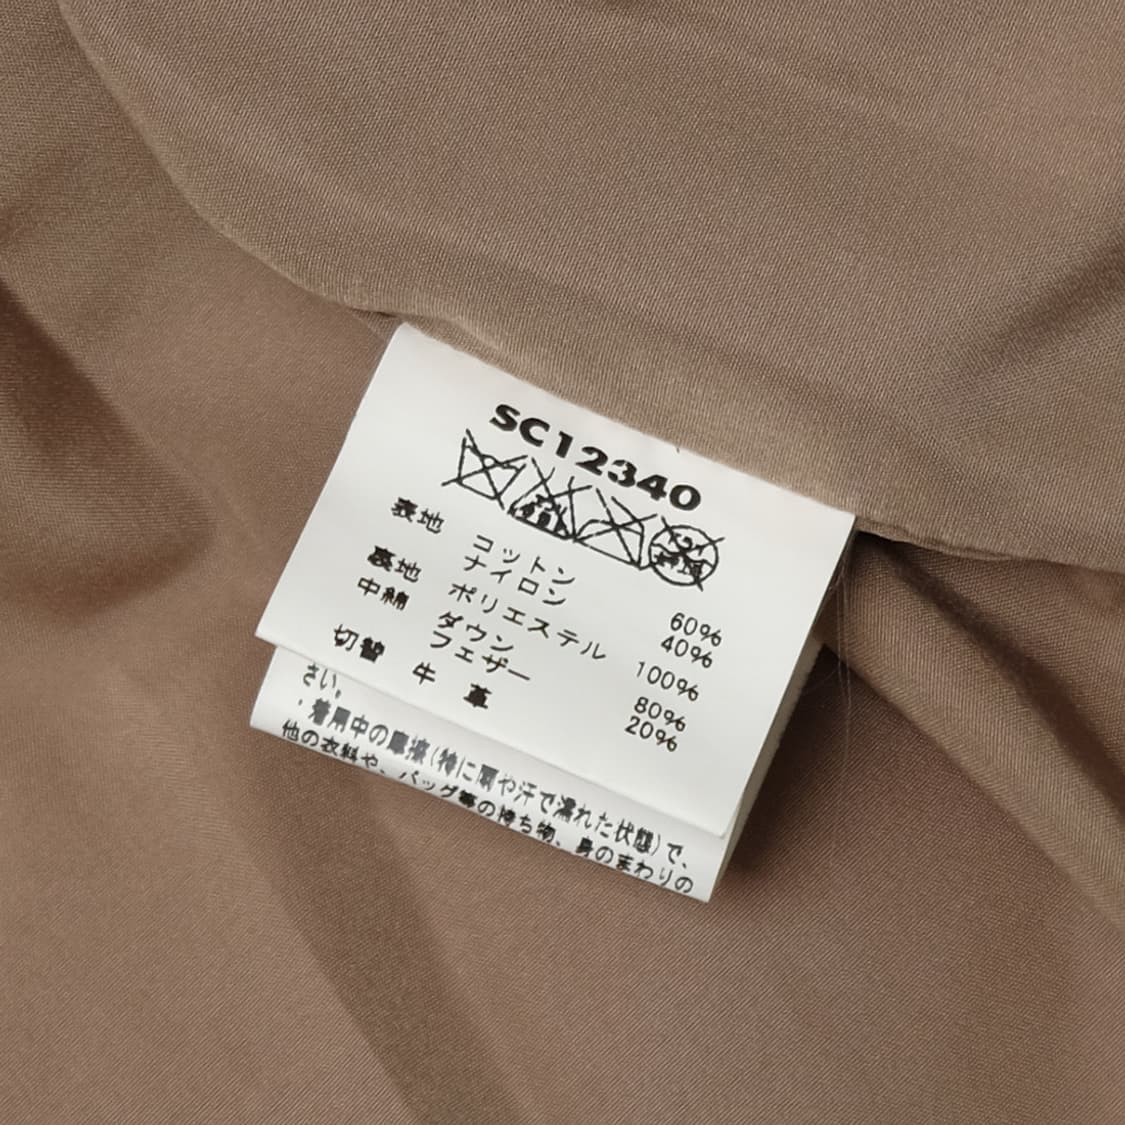 SC12340
表地 コットン 60%
ナイロン 40%
裏地 ポリエステル 100%
中綿 ダウン 80%
フェザー 20%
切替 牛革
さい。
・着用中の摩擦(特に雨や汗で濡れた状態)で、
他の衣料や、バッグ等の持ち物、身のまわりの